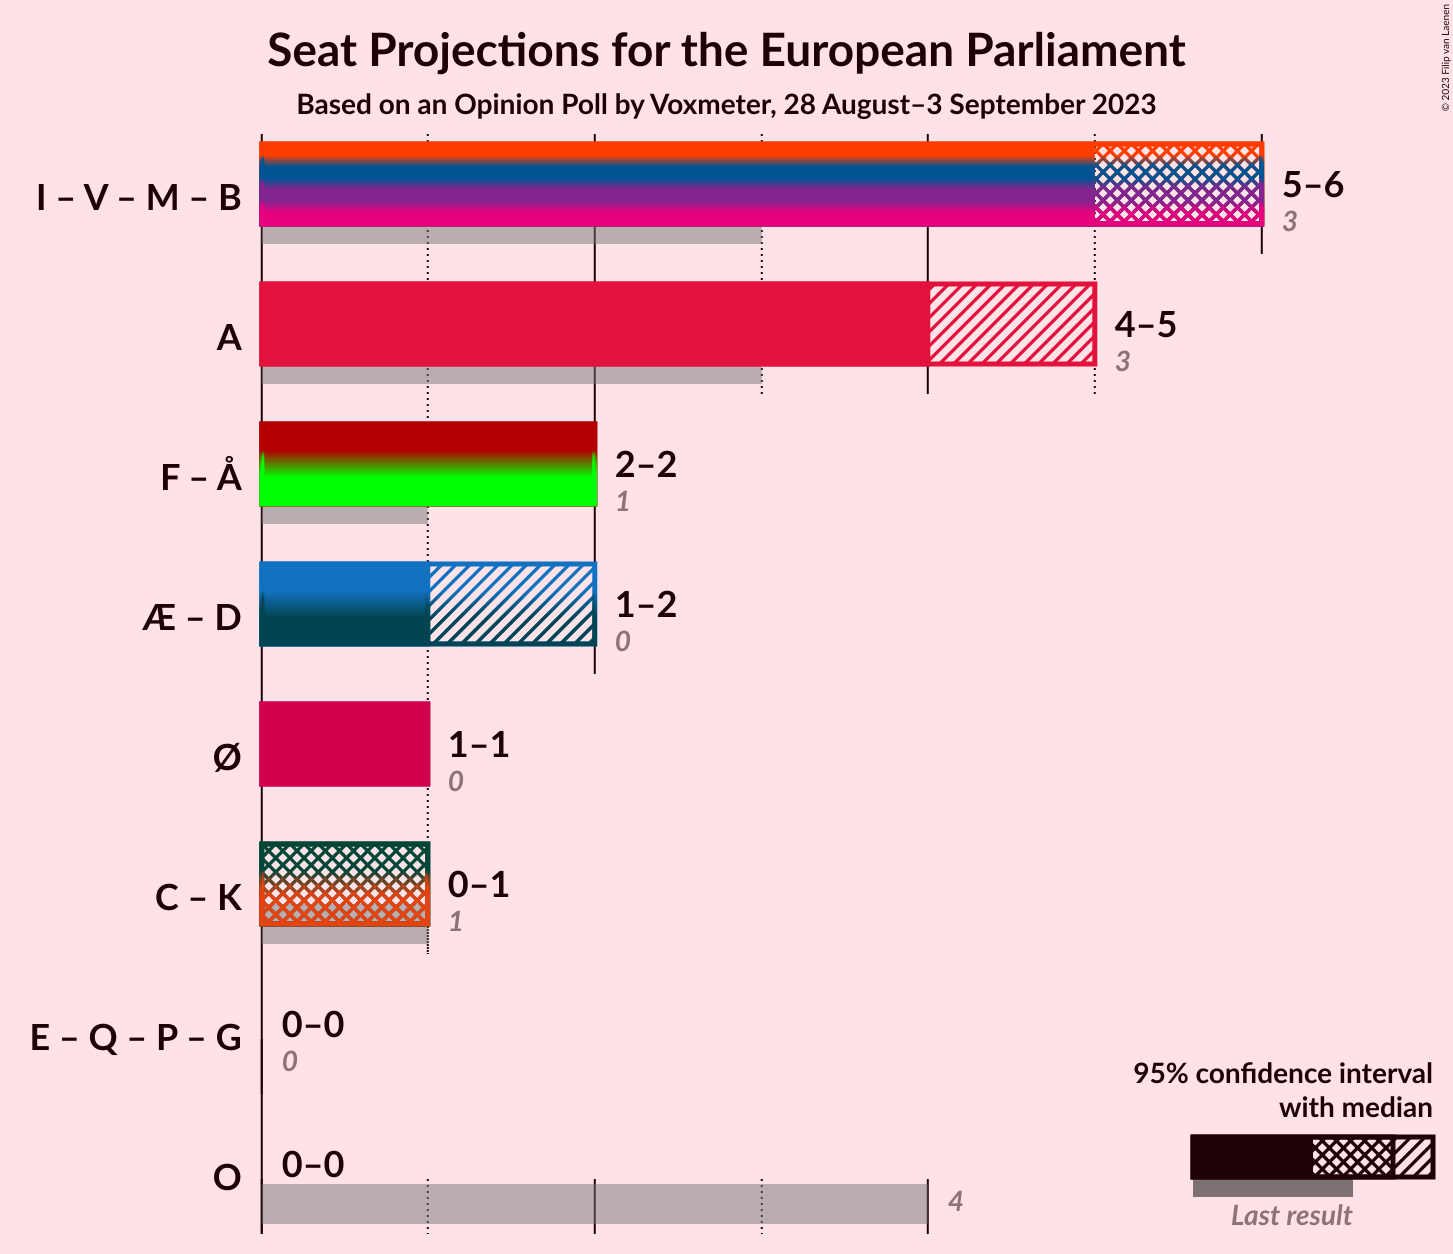 Seat Projections for the European Parliament
Based on an Opinion Poll by Voxmeter, 28 August–3 September 2023
© 2023 Filip van Laenen
I – V – M – B
5–6
3
A
4–5
3
F – Å
2–2
1
Æ – D
1–2
0
Ø
1–1
0
C – K
0–1
1
E – Q – P – G
0–0
0
O
0–0
4
95% confidence interval
with median
Last result